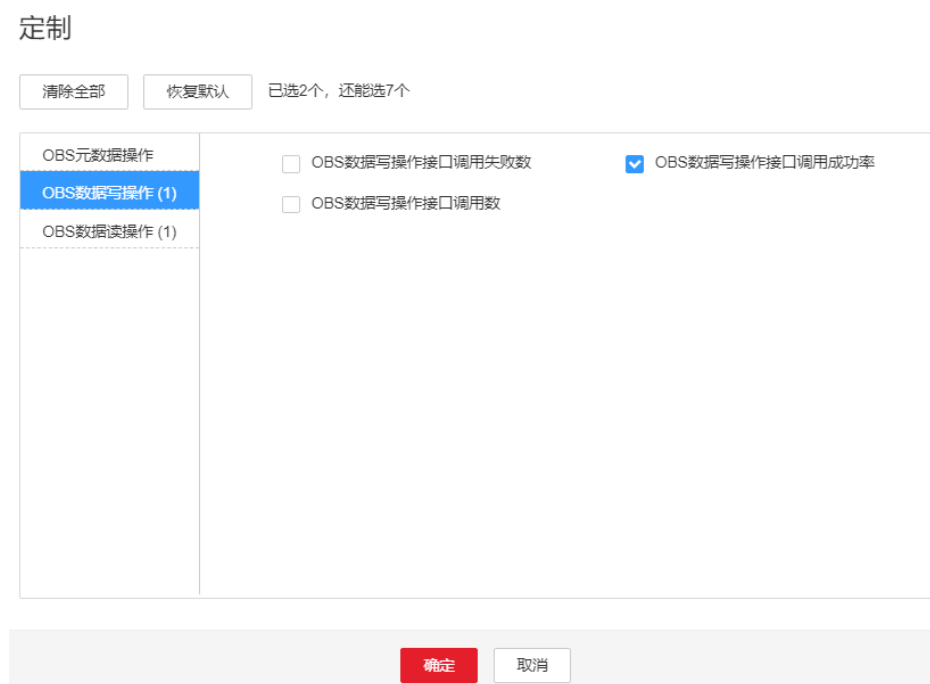 定制
清除全部 恢复默认 已选2个，还能选7个
OBS元数据操作
OBS数据写操作 (1)
OBS数据读操作 (1)
OBS数据写操作接口调用失败数 OBS数据写操作接口调用成功率
OBS数据写操作接口调用数
确定 取消